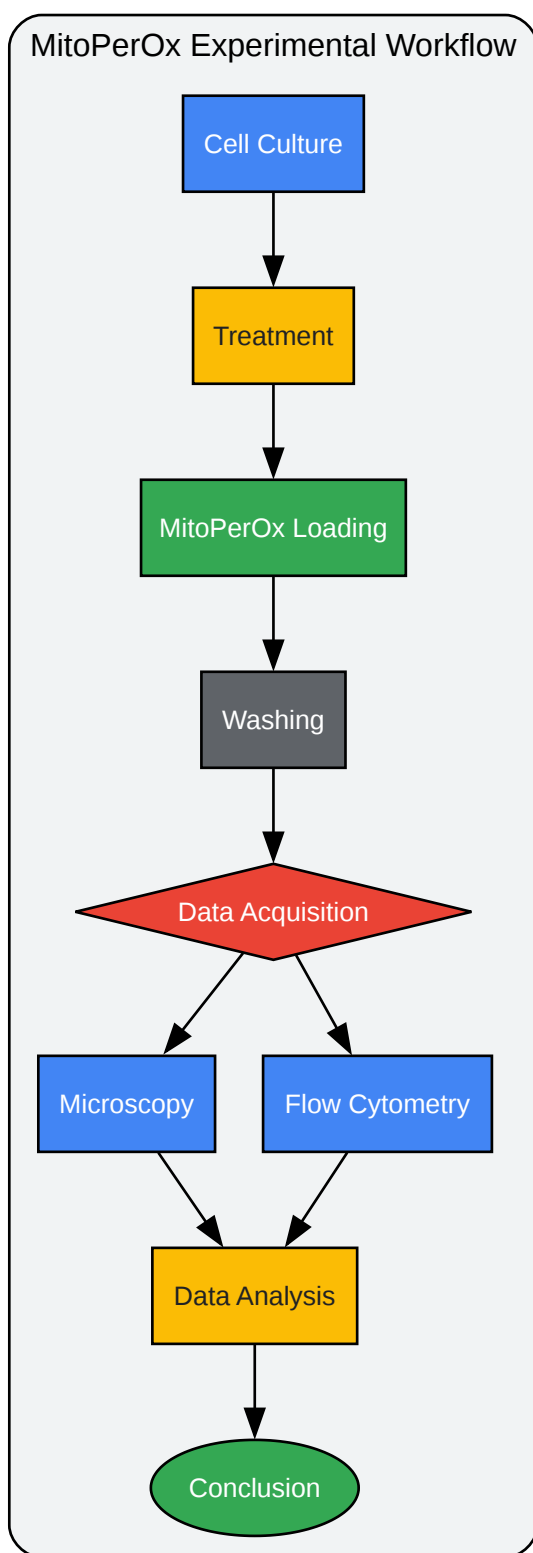 MitoPerOx Experimental Workflow
Cell Culture
Treatment
MitoPerOx Loading
Washing
Data Acquisition
Microscopy
Flow Cytometry
Data Analysis
Conclusion